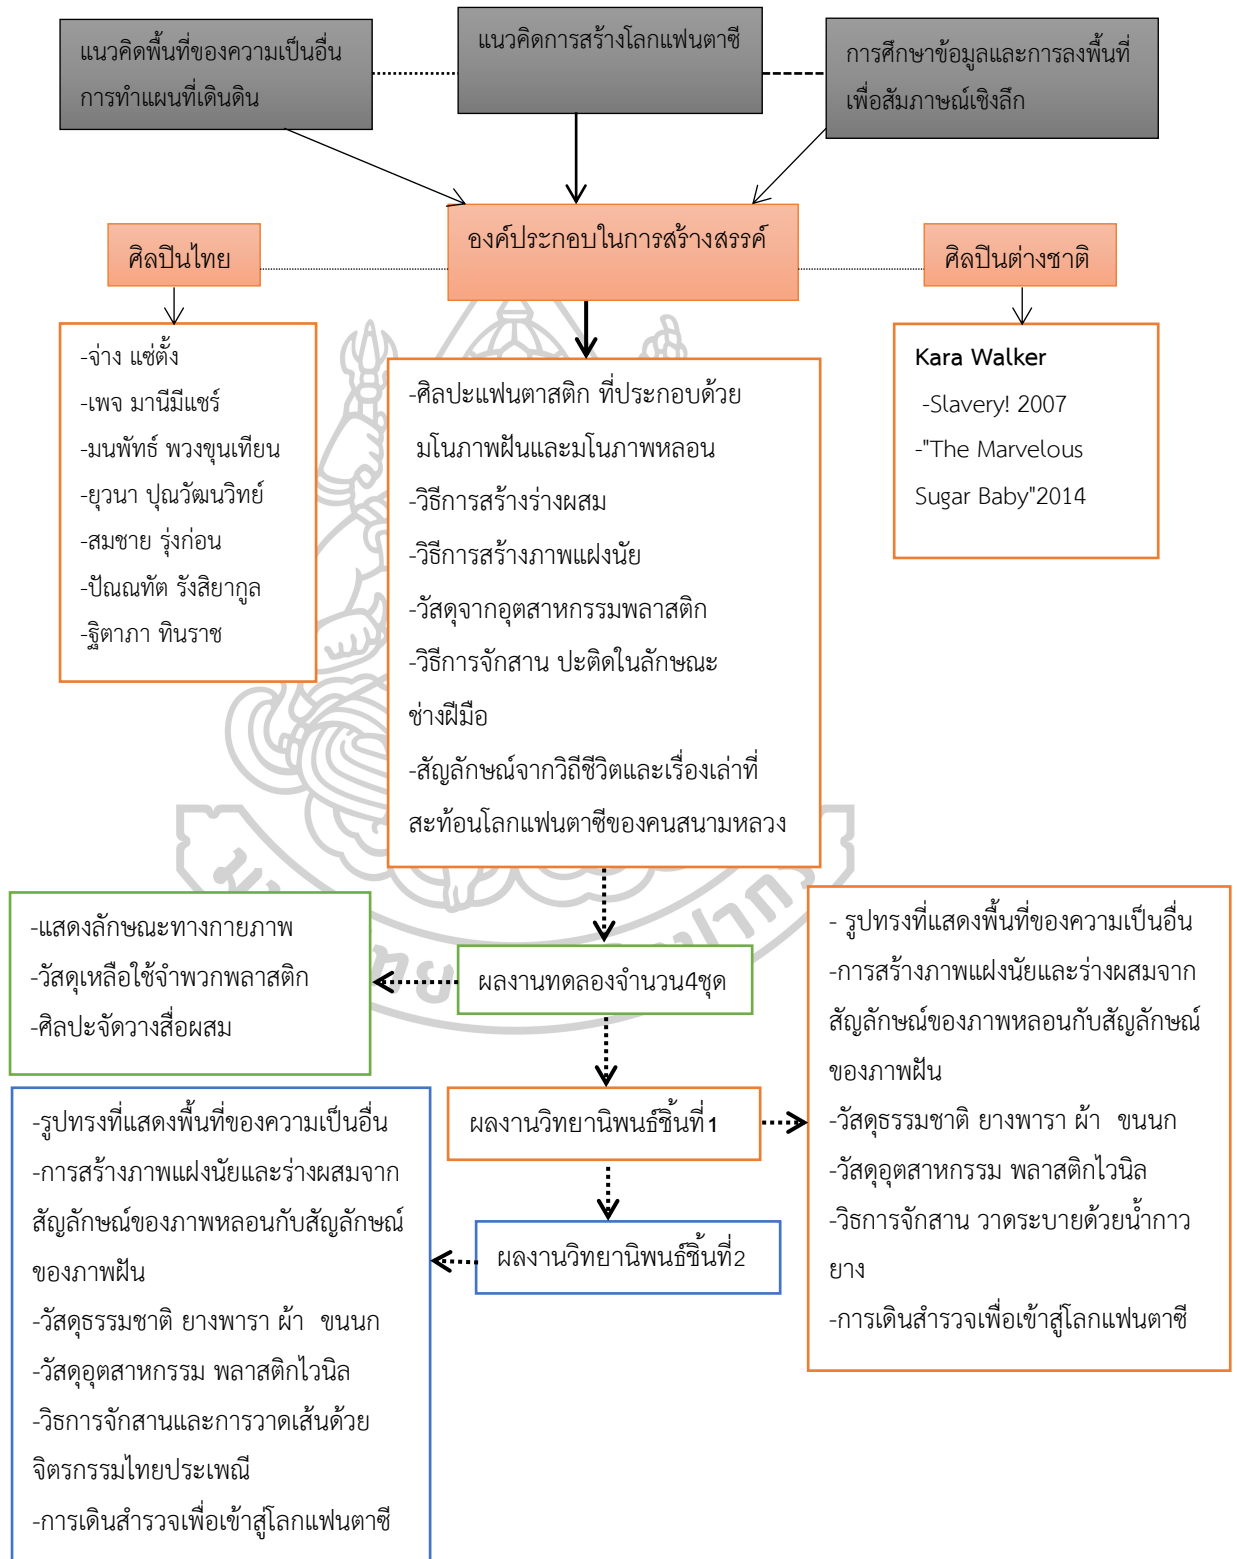 แนวคิดพื้นที่ของความเป็นอื่น
การทำแผนที่เดินดิน
แนวคิดการสร้างโลกแฟนตาซี
การศึกษาข้อมูลและการลงพื้นที่
เพื่อสัมภาษณ์เชิงลึก
องค์ประกอบในการสร้างสรรค์
ศิลปินไทย
ศิลปินต่างชาติ
-จ่าง แซ่ตั้ง
-เพจ มานีมีแชร์
-มนพัทธ์ พวงขุนเทียน
-ยุวนา ปุณวัฒนวิทย์
-สมชาย รุ่งก่อน
-ปัณณทัต รังสิยากูล
-ฐิตาภา ทินราช
-ศิลปะแฟนตาสติก ที่ประกอบด้วย
มโนภาพฝันและมโนภาพหลอน
-วิธีการสร้างร่างผสม
-วิธีการสร้างภาพแฝงนัย
-วัสดุจากอุตสาหกรรมพลาสติก
-วิธีการจักสาน ปะติดในลักษณะ
ช่างฝีมือ
-สัญลักษณ์จากวิถีชีวิตและเรื่องเล่าที่
สะท้อนโลกแฟนตาซีของคนสนามหลวง
Kara Walker
-Slavery! 2007
-"The Marvelous
Sugar Baby"2014
-แสดงลักษณะทางกายภาพ
-วัสดุเหลือใช้จำพวกพลาสติก
-ศิลปะจัดวางสื่อผสม
ผลงานทดลองจำนวน4ชุด
- รูปทรงที่แสดงพื้นที่ของความเป็นอื่น
-การสร้างภาพแฝงนัยและร่างผสมจาก
สัญลักษณ์ของภาพหลอนกับสัญลักษณ์
ของภาพฝัน
-วัสดุธรรมชาติ ยางพารา ผ้า ขนนก
-วัสดุอุตสาหกรรม พลาสติกไวนิล
-วิธการจักสาน วาดระบายด้วยน้ำกาว
ยาง
-การเดินสำรวจเพื่อเข้าสู่โลกแฟนตาซี
ผลงานวิทยานิพนธ์ชิ้นที่1
ผลงานวิทยานิพนธ์ชิ้นที่2
-รูปทรงที่แสดงพื้นที่ของความเป็นอื่น
-การสร้างภาพแฝงนัยและร่างผสมจาก
สัญลักษณ์ของภาพหลอนกับสัญลักษณ์
ของภาพฝัน
-วัสดุธรรมชาติ ยางพารา ผ้า ขนนก
-วัสดุอุตสาหกรรม พลาสติกไวนิล
-วิธการจักสานและการวาดเส้นด้วย
จิตรกรรมไทยประเพณี
-การเดินสำรวจเพื่อเข้าสู่โลกแฟนตาซี